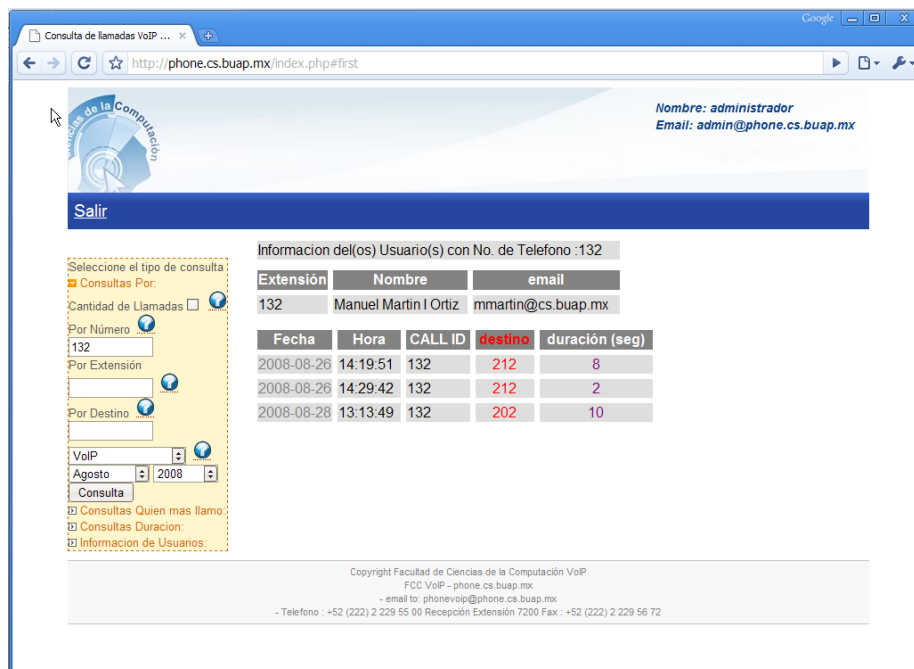 Google
Consulta de llamadas VoIP ...
http://phone.cs.buap.mx/index.php#first
Ciencias de la Computación
Nombre: administrador
Email: admin@phone.cs.buap.mx
Salir
Seleccione el tipo de consulta
Consultas Por:
Cantidad de Llamadas
Por Número
132
Por Extensión
Por Destino
VoIP
Agosto 2008
Consulta
Consultas Quien mas llamo:
Consultas Duracion:
Informacion de Usuarios:
Informacion del(os) Usuario(s) con No. de Telefono :132
Extensión Nombre email
132 Manuel Martin I Ortiz mmartin@cs.buap.mx
Fecha Hora CALL ID destino duración (seg)
2008-08-26 14:19:51 132 212 8
2008-08-26 14:29:42 132 212 2
2008-08-28 13:13:49 132 202 10
Copyright Facultad de Ciencias de la Computación VoIP
FCC VoIP - phone.cs.buap.mx
- email to: phonevoip@phone.cs.buap.mx
- Telefono : +52 (222) 2 229 55 00 Recepción Extensión 7200 Fax : +52 (222) 2 229 56 72